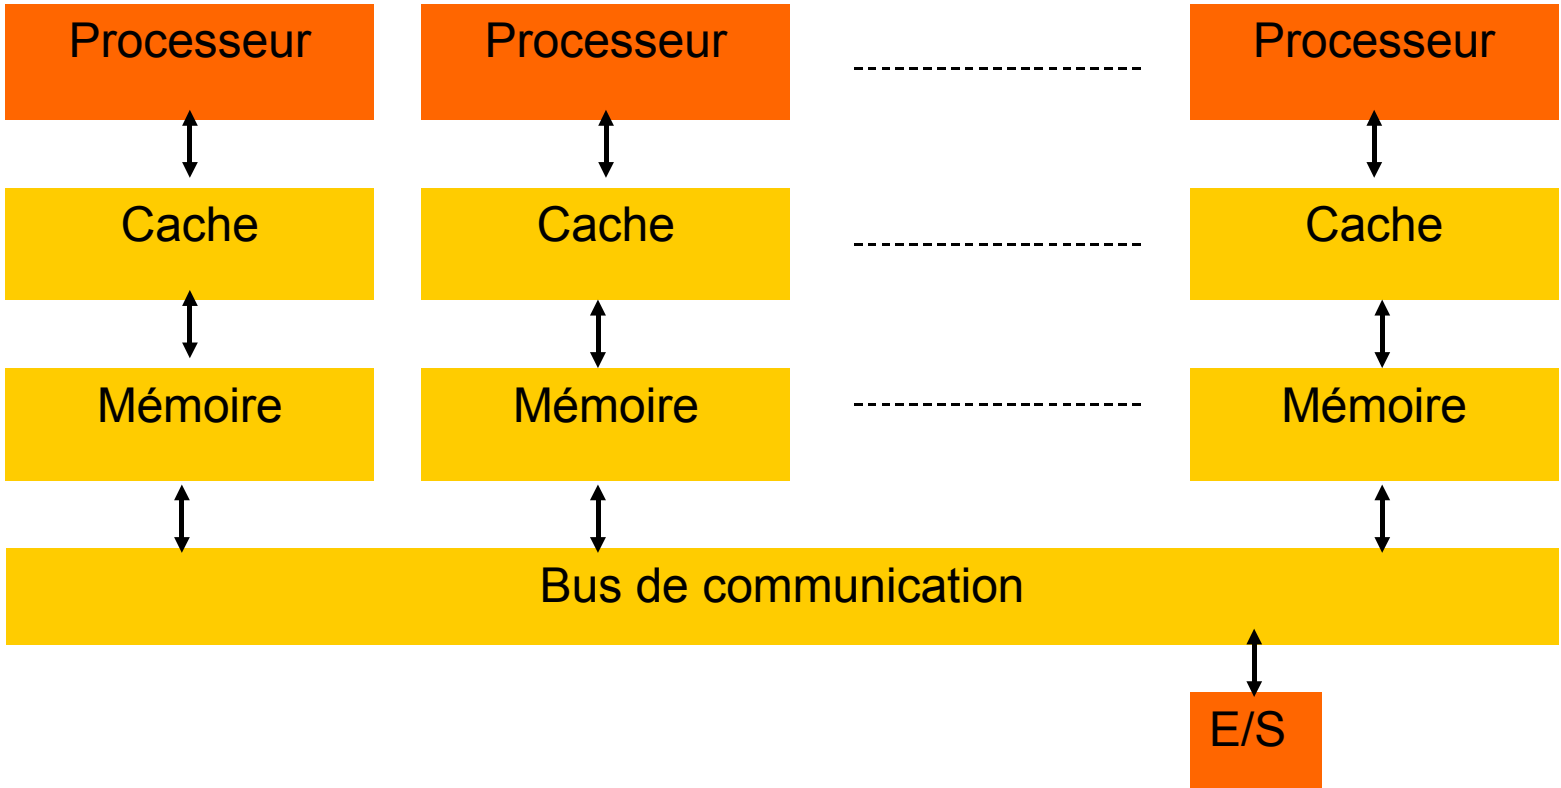 Processeur
Processeur
Processeur
Cache
Cache
Cache
Mémoire
Mémoire
Mémoire
Bus de communication
E/S